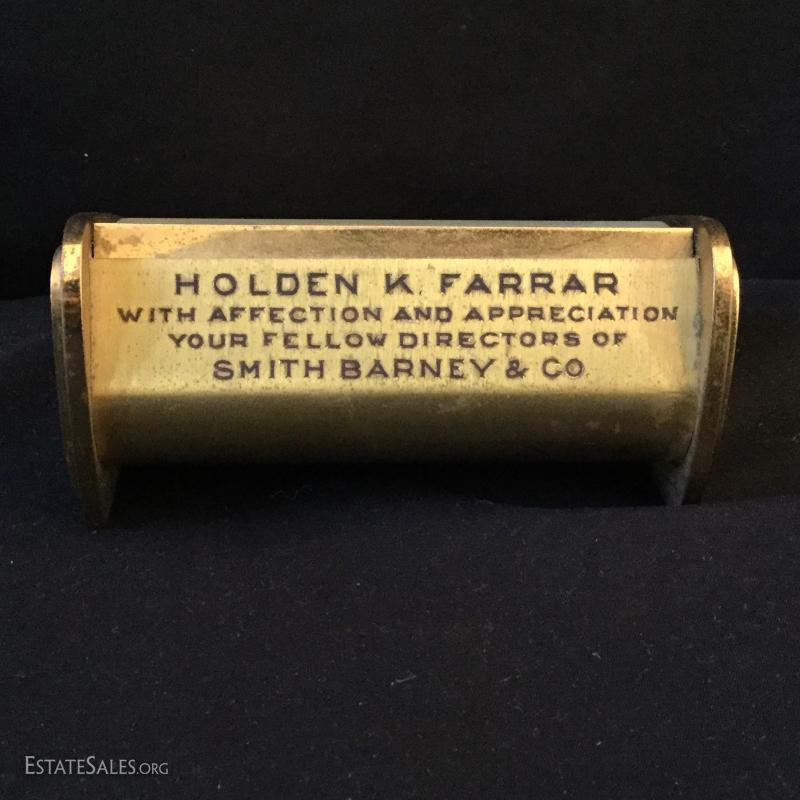 HOLDEN K. FARRAR
WITH AFFECTION AND APPRECIATION
YOUR FELLOW DIRECTORS OF
SMITH BARNEY & CO.
ESTATESALES.ORG